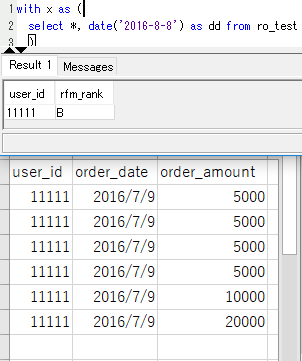 1with x as (
2 select *, date('2016-8-8') as dd from ro_test
3 )
Result 1 Messages
user_id rfm_rank
11111 B
user_id order_date order_amount
11111 2016/7/9 5000
11111 2016/7/9 5000
11111 2016/7/9 5000
11111 2016/7/9 5000
11111 2016/7/9 10000
11111 2016/7/9 20000